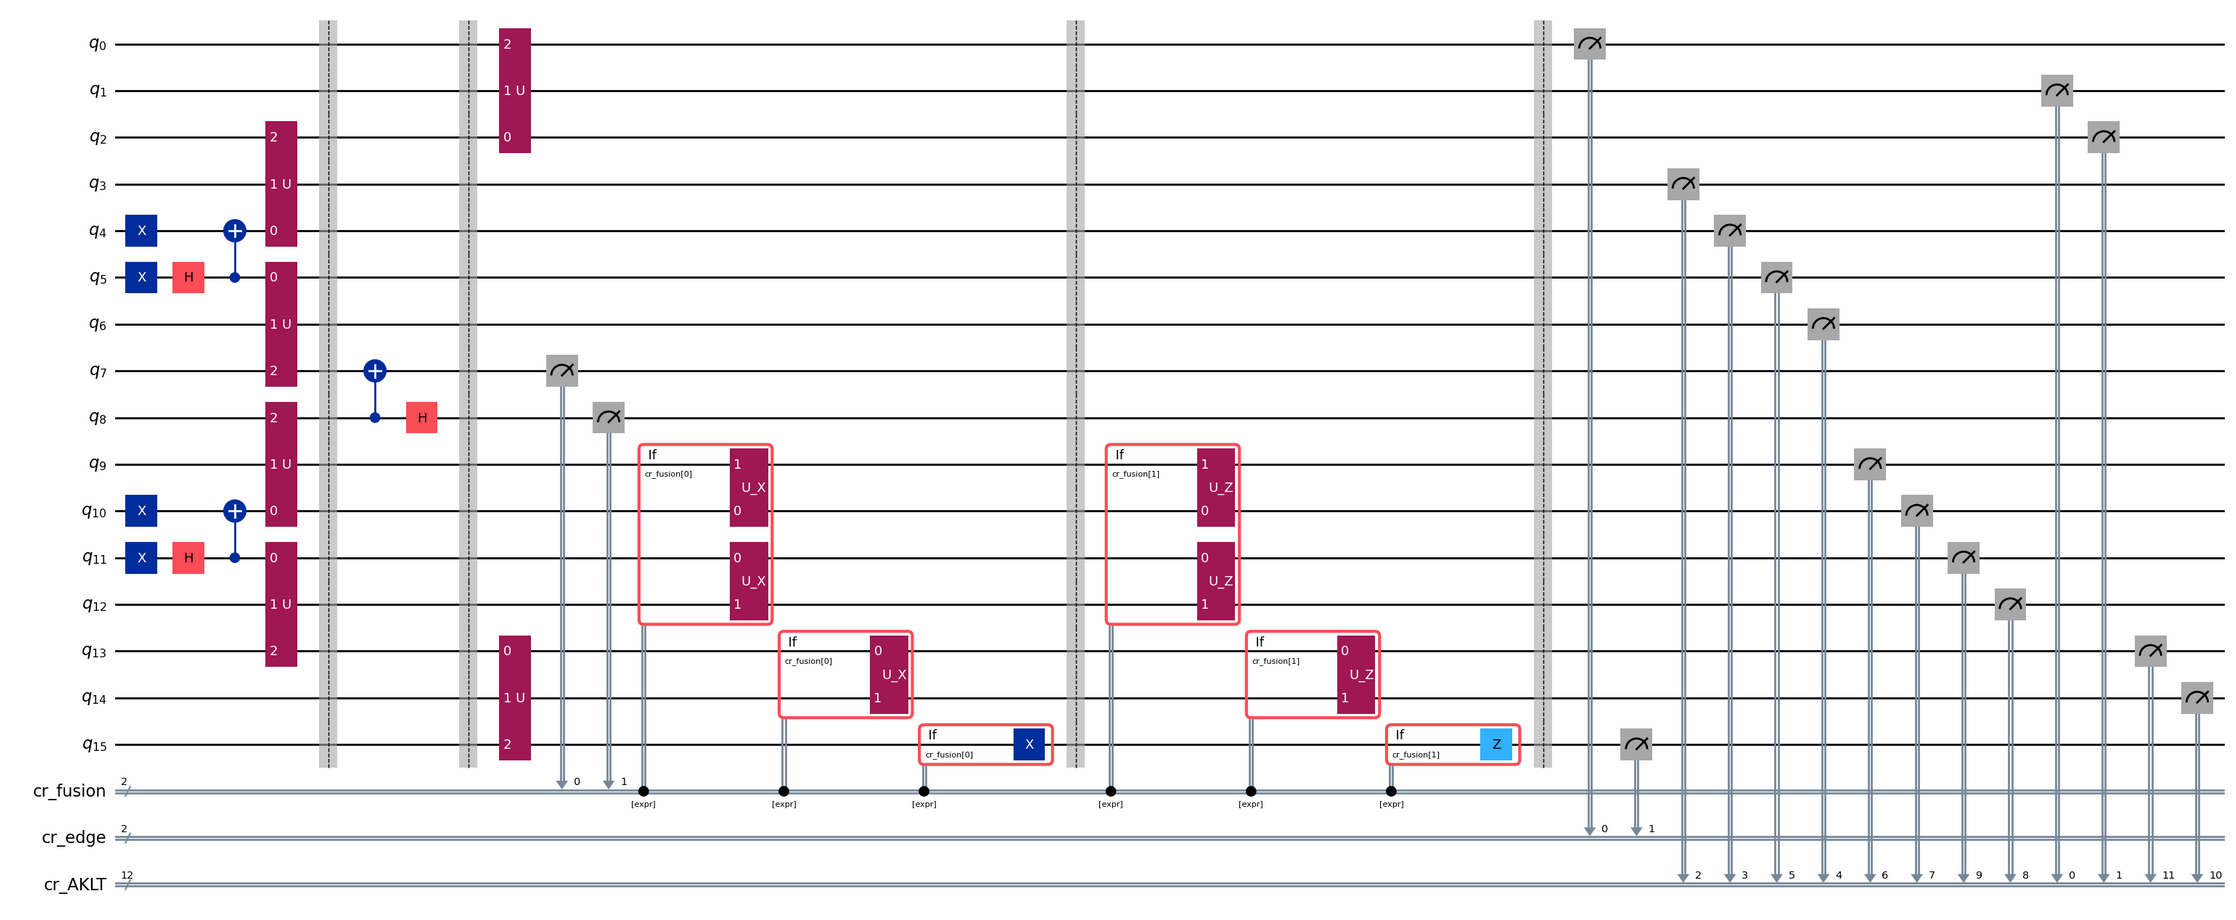 q0
2
q1
1 U
q2
2
0
q3
1 U
q4
X
0
q5
X
H
0
q6
1 U
q7
2
q8
2
H
q9
1 U
If
1
If
1
cr_fusion[0]
U_X
cr_fusion[1]
U_Z
q10
X
0
0
0
q11
X
H
0
0
0
U_X
U_Z
q12
1
1
q13
2
0
If
0
If
0
cr_fusion[0]
U_X
cr_fusion[1]
U_Z
q14
1 U
1
1
q15
2
If
X
If
Z
cr_fusion[0]
cr_fusion[1]
cr_fusion
2
0
1
[expr]
[expr]
[expr]
[expr]
[expr]
[expr]
cr_edge
2
0
1
cr_AKLT
12
2
3
5
4
6
7
9
8
0
1
11
10